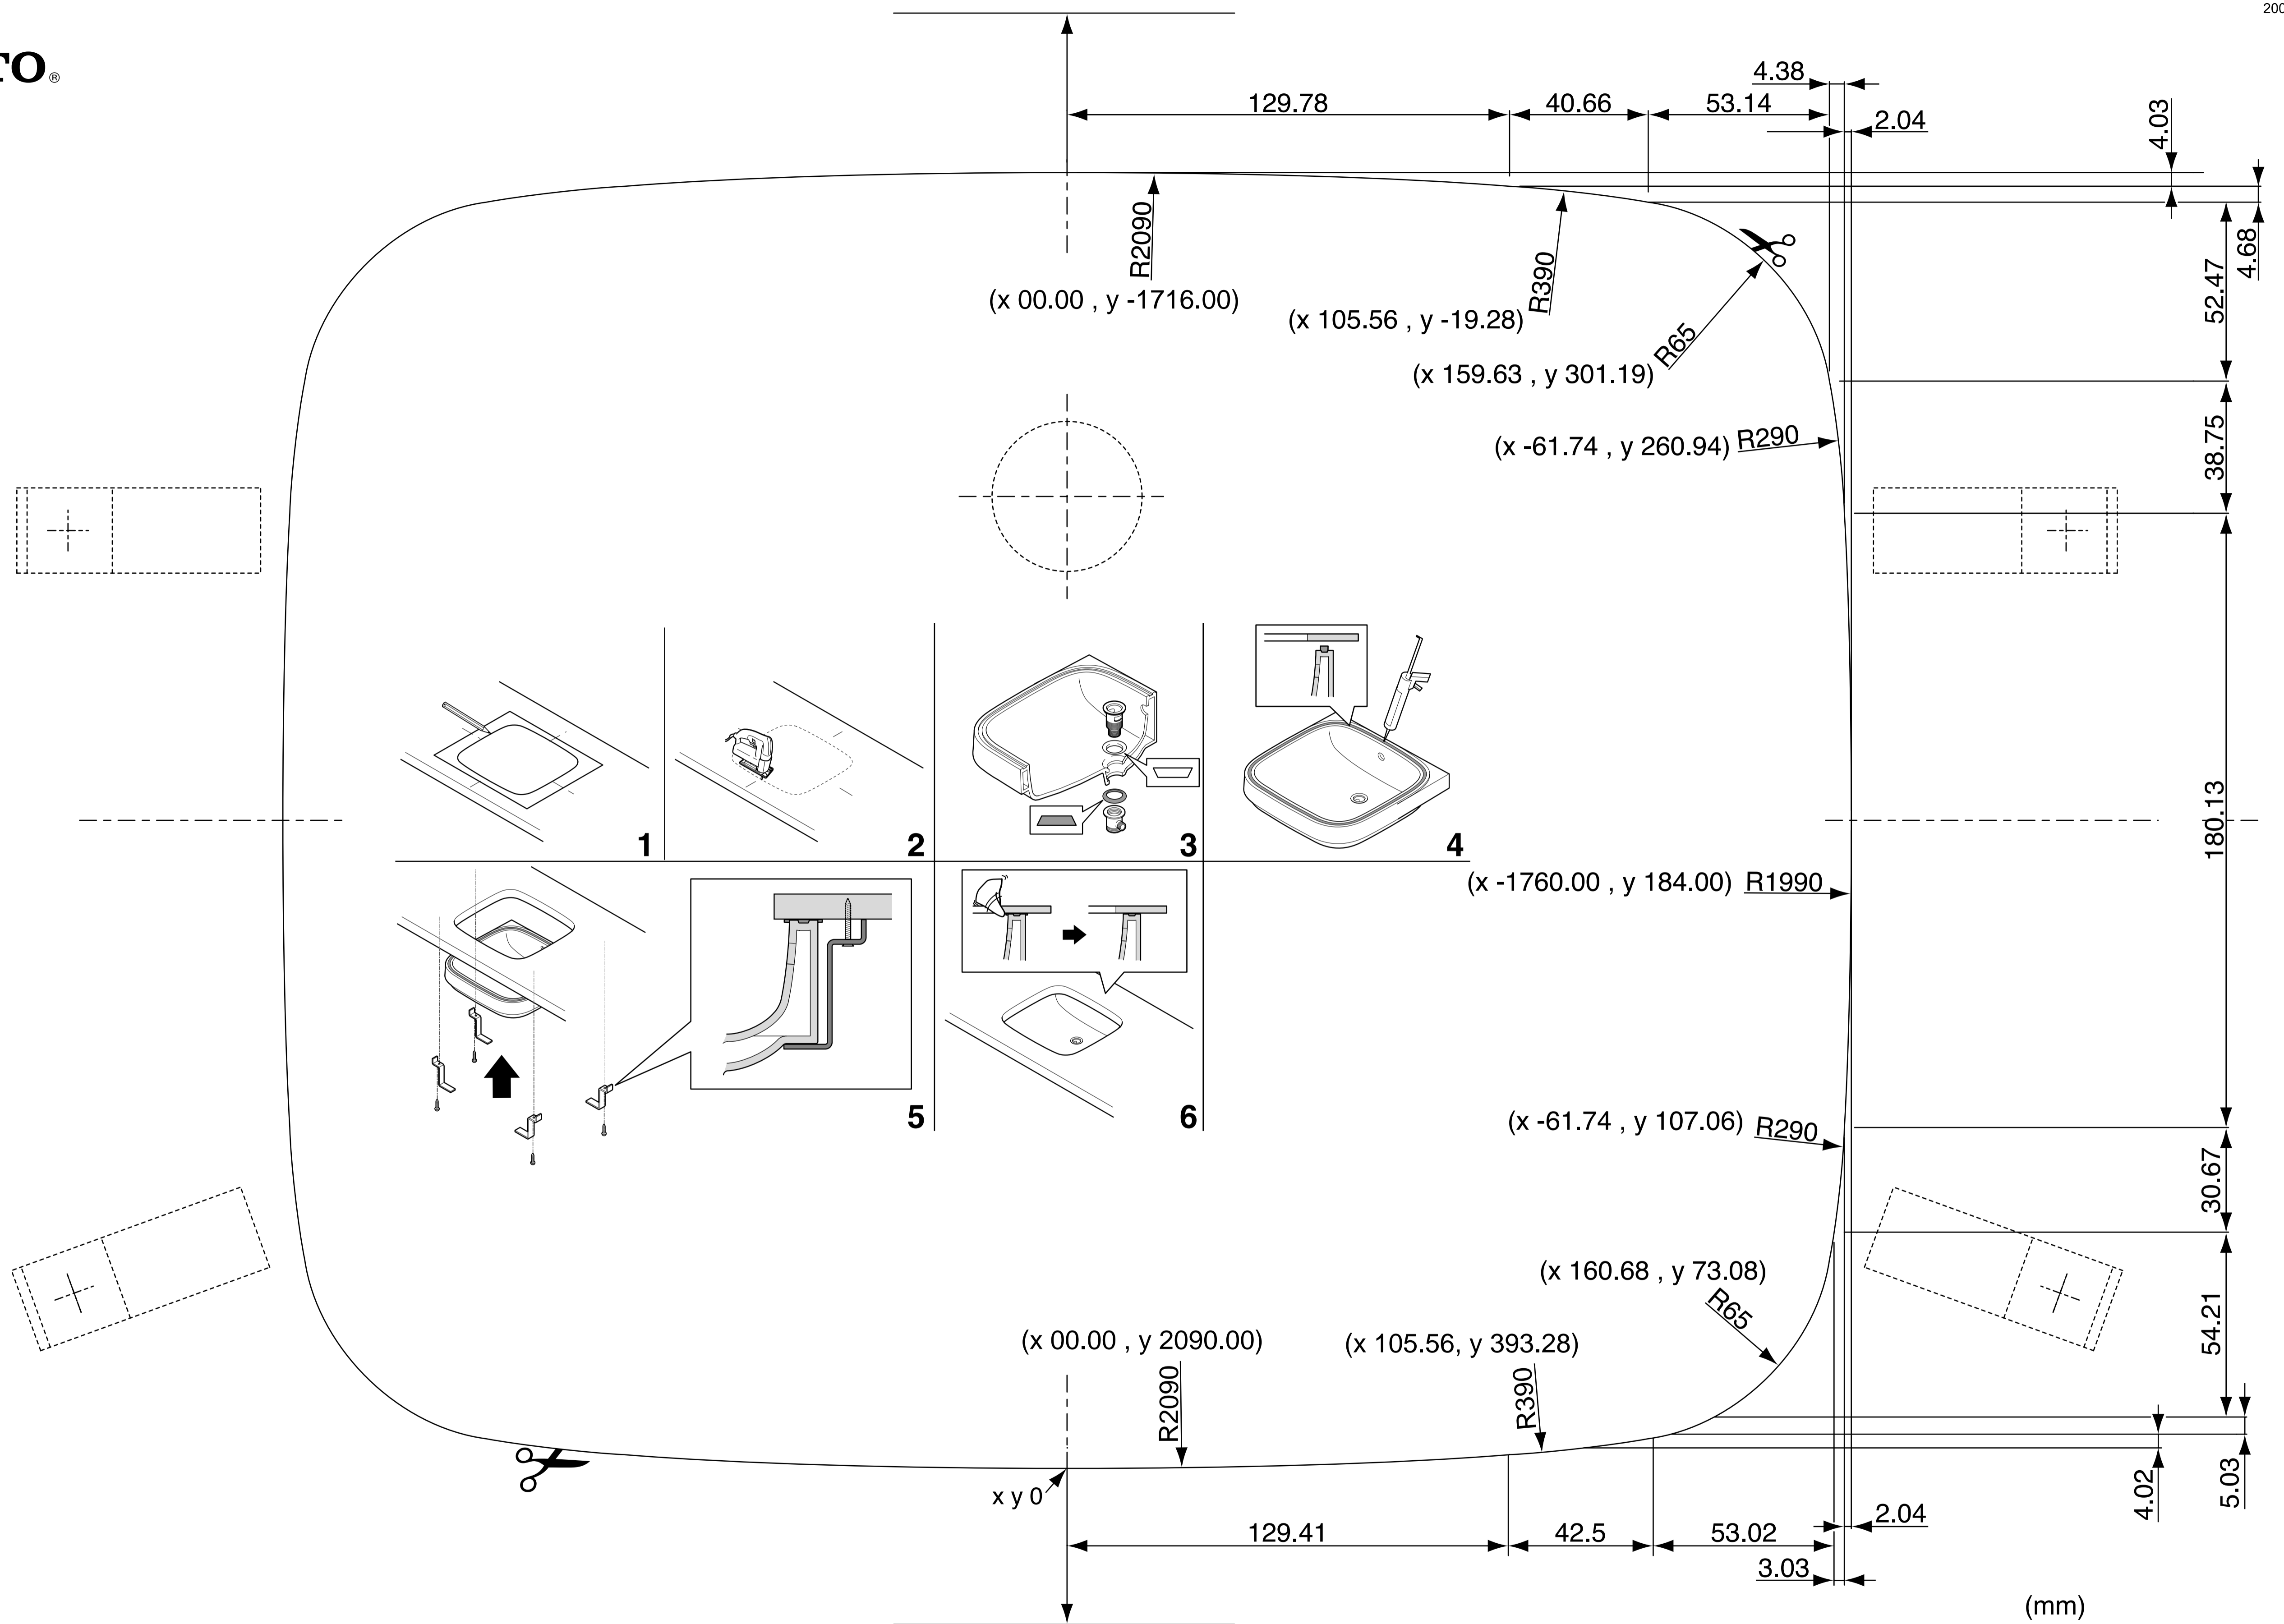 200
TO®
4.38
129.78
40.66
53.14
2.04
4.03
4.68
52.47
R2090
(x 00.00 , y -1716.00)
R390
(x 105.56 , y -19.28)
R65
(x 159.63 , y 301.19)
38.75
(x -61.74 , y 260.94) R290
180.13
1
2
3
4
(x -1760.00 , y 184.00) R1990
5
6
(x -61.74 , y 107.06) R290
30.67
(x 160.68 , y 73.08)
R65
54.21
(x 00.00 , y 2090.00)
R2090
(x 105.56, y 393.28)
R390
x y 0
4.02
5.03
129.41
42.5
53.02
2.04
3.03
(mm)